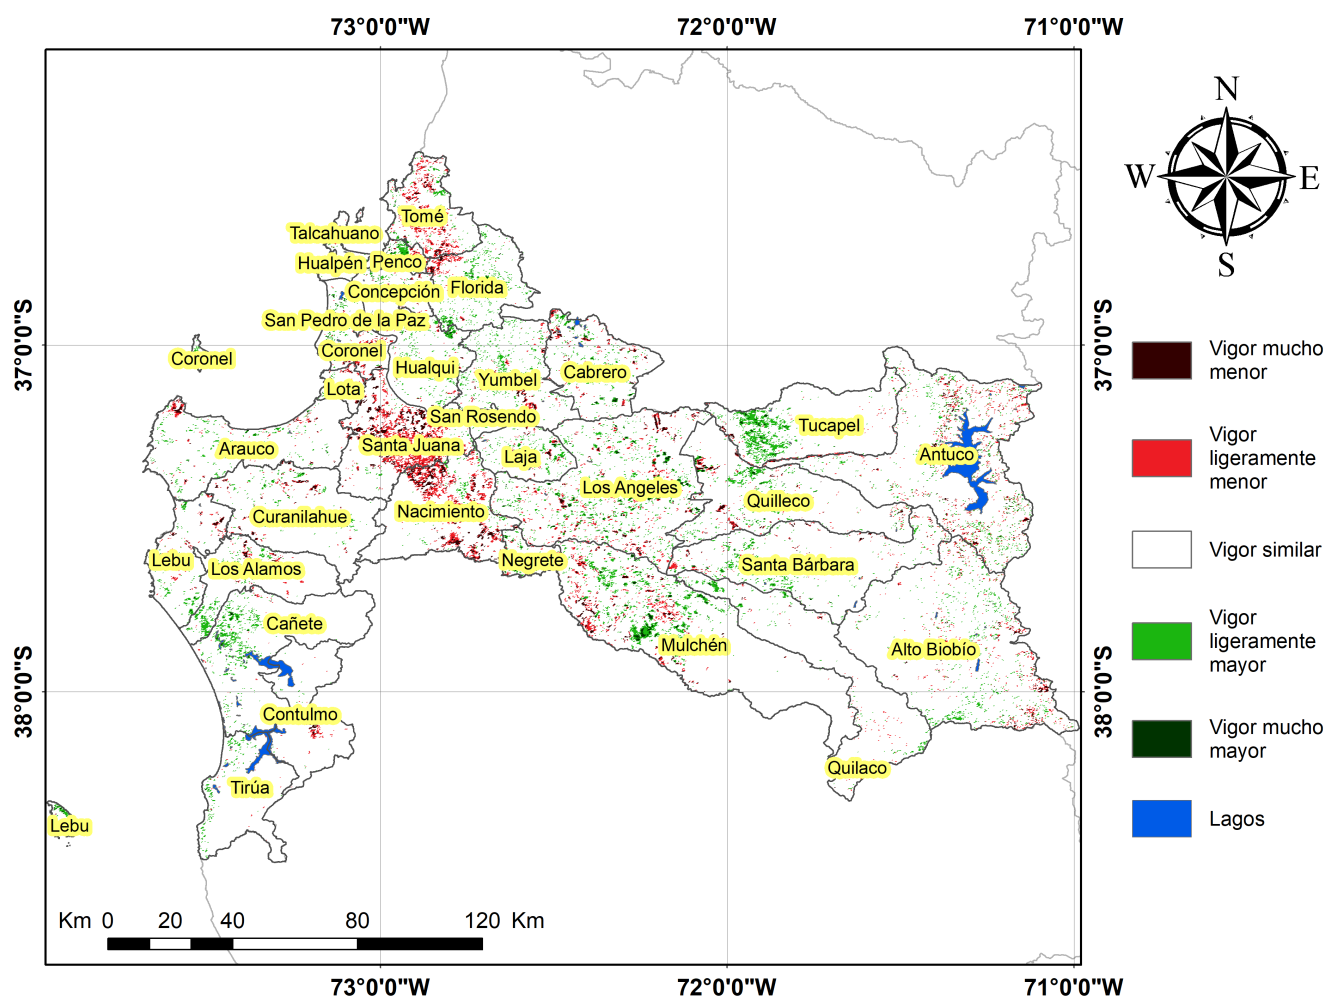 73°0'0"W
72°0'0"W
71°0'0"W
N
W
E
S
Tomé
Talcahuano
Hualpén
Penco
Concepción
Florida
San Pedro de la Paz
37°0'0"S
37°0'0"S
Coronel
Coronel
Hualqui
Yumbel
Cabrero
Lota
San Rosendo
Tucapel
Arauco
Santa Juana
Laja
Antuco
Los Angeles
Quilleco
Curanilahue
Nacimiento
Lebu
Los Alamos
Negrete
Santa Bárbara
Cañete
Mulchén
Alto Biobío
38°0'0"S
38°0'0"S
Contulmo
Quilaco
Tirúa
Lebu
Vigor mucho
menor
Vigor
ligeramente
menor
Vigor similar
Vigor
ligeramente
mayor
Vigor mucho
mayor
Lagos
Km 0 20 40 80 120 Km
73°0'0"W
72°0'0"W
71°0'0"W